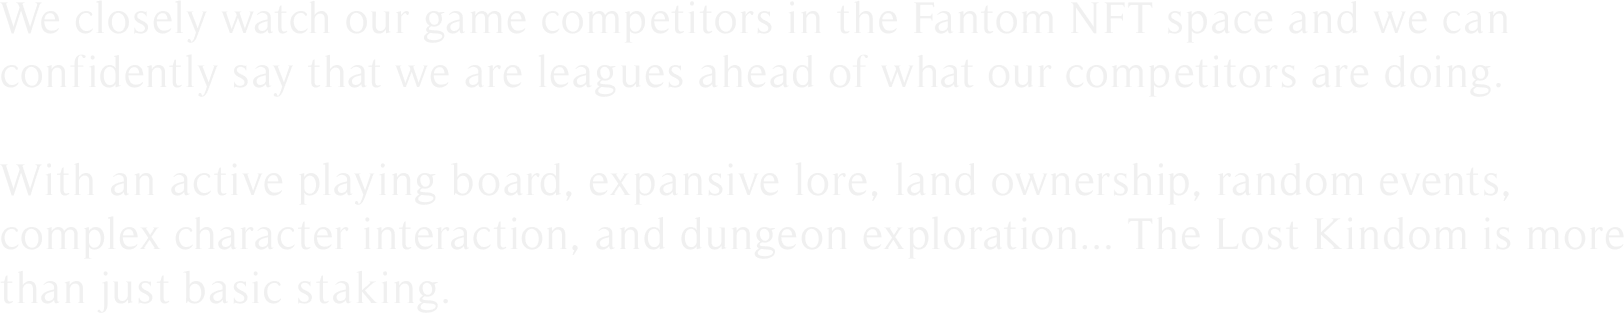 We closely watch our game competitors in the Fantom NFT space and we can
confidently say that we are leagues ahead of what our competitors are doing.
With an active playing board, expansive lore, land ownership, random events,
complex character interaction, and dungeon exploration... The Lost Kindom is more
than just basic staking.